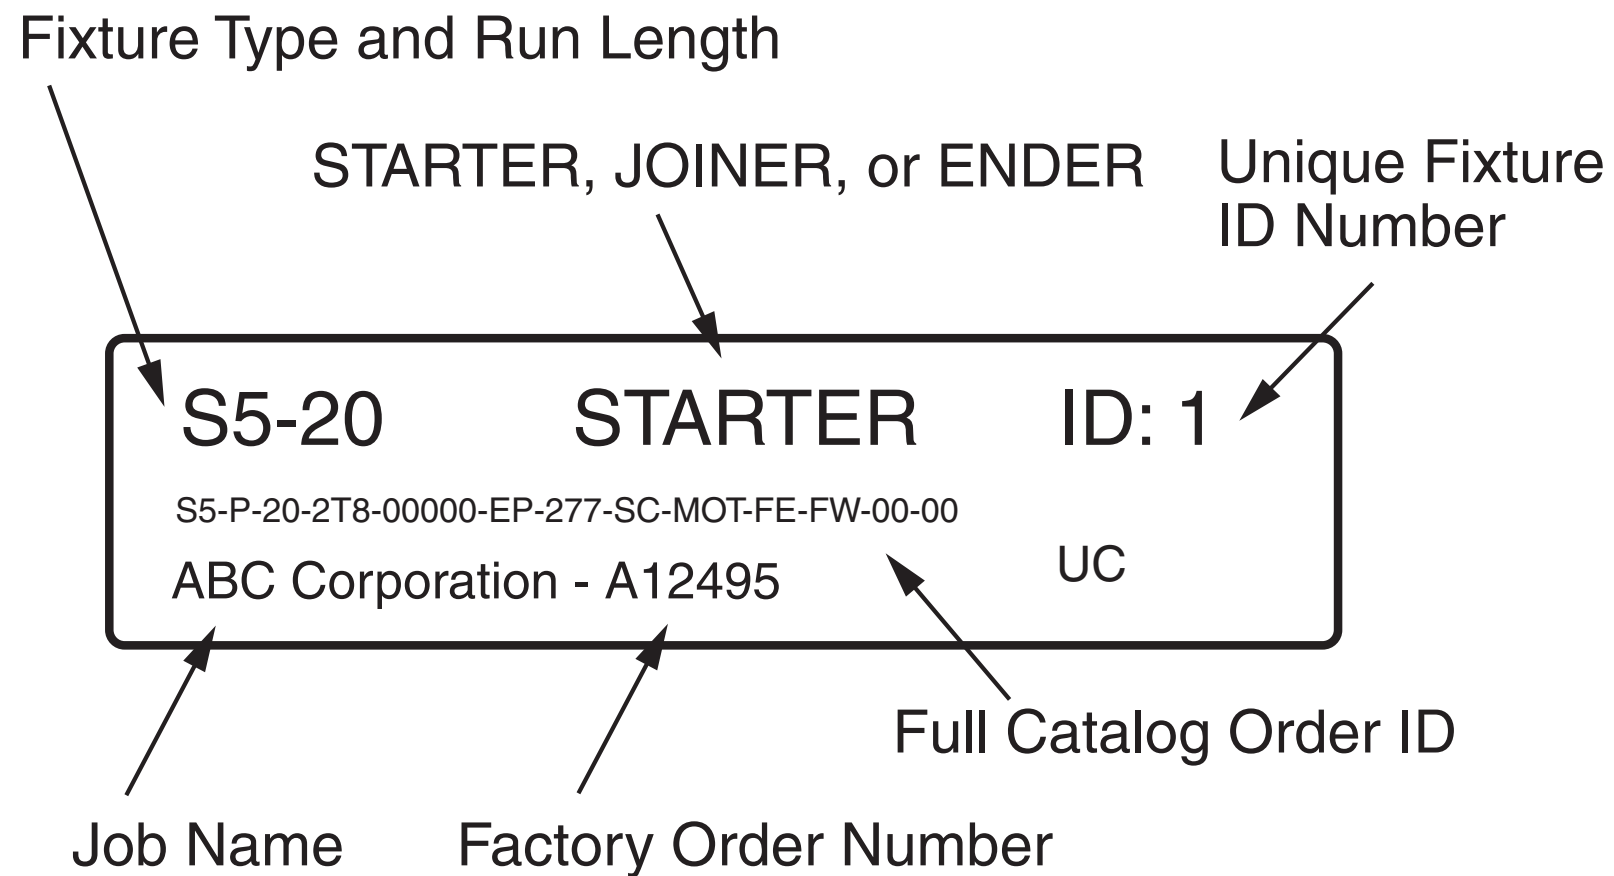 Fixture Type and Run Length
STARTER, JOINER, or ENDER
Unique Fixture
ID Number
S5-20 STARTER ID: 1
S5-P-20-2T8-00000-EP-277-SC-MOT-FE-FW-00-00
ABC Corporation - A12495 UC
Full Catalog Order ID
Job Name Factory Order Number